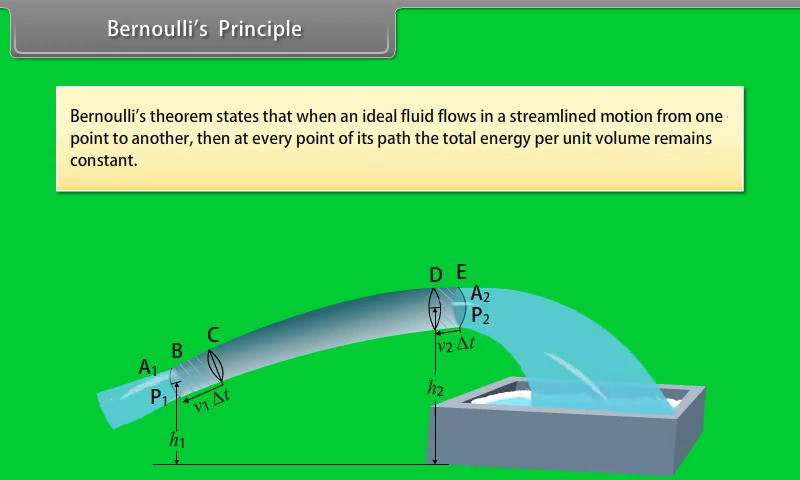 Bernoulli's Principle
Bernoulli's theorem states that when an ideal fluid flows in a streamlined motion from one
point to another, then at every point of its path the total energy per unit volume remains
constant.
D E
A2
P2
v2 Δt
C
B
A1
P1
v1 Δt
h2
h1